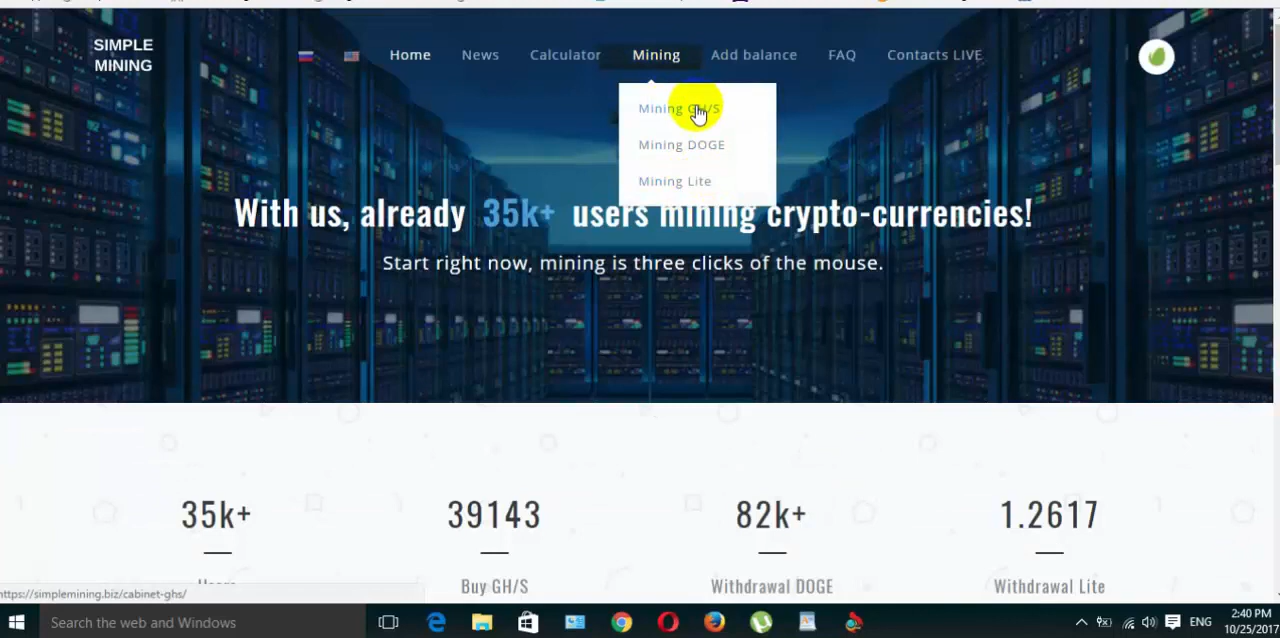 SIMPLE
MINING
Home
News
Calculator
Mining
Add balance
FAQ
Contacts LIVE
Mining GH/S
Mining DOGE
Mining Lite
With us, already 35k+ users mining crypto-currencies!
Start right now, mining is three clicks of the mouse.
35k+
39143
82k+
1.2617
Users
Buy GH/S
Withdrawal DOGE
Withdrawal Lite
https://simplemining.biz/cabinet-ghs/
Search the web and Windows
ENG
2:40 PM
10/25/2017